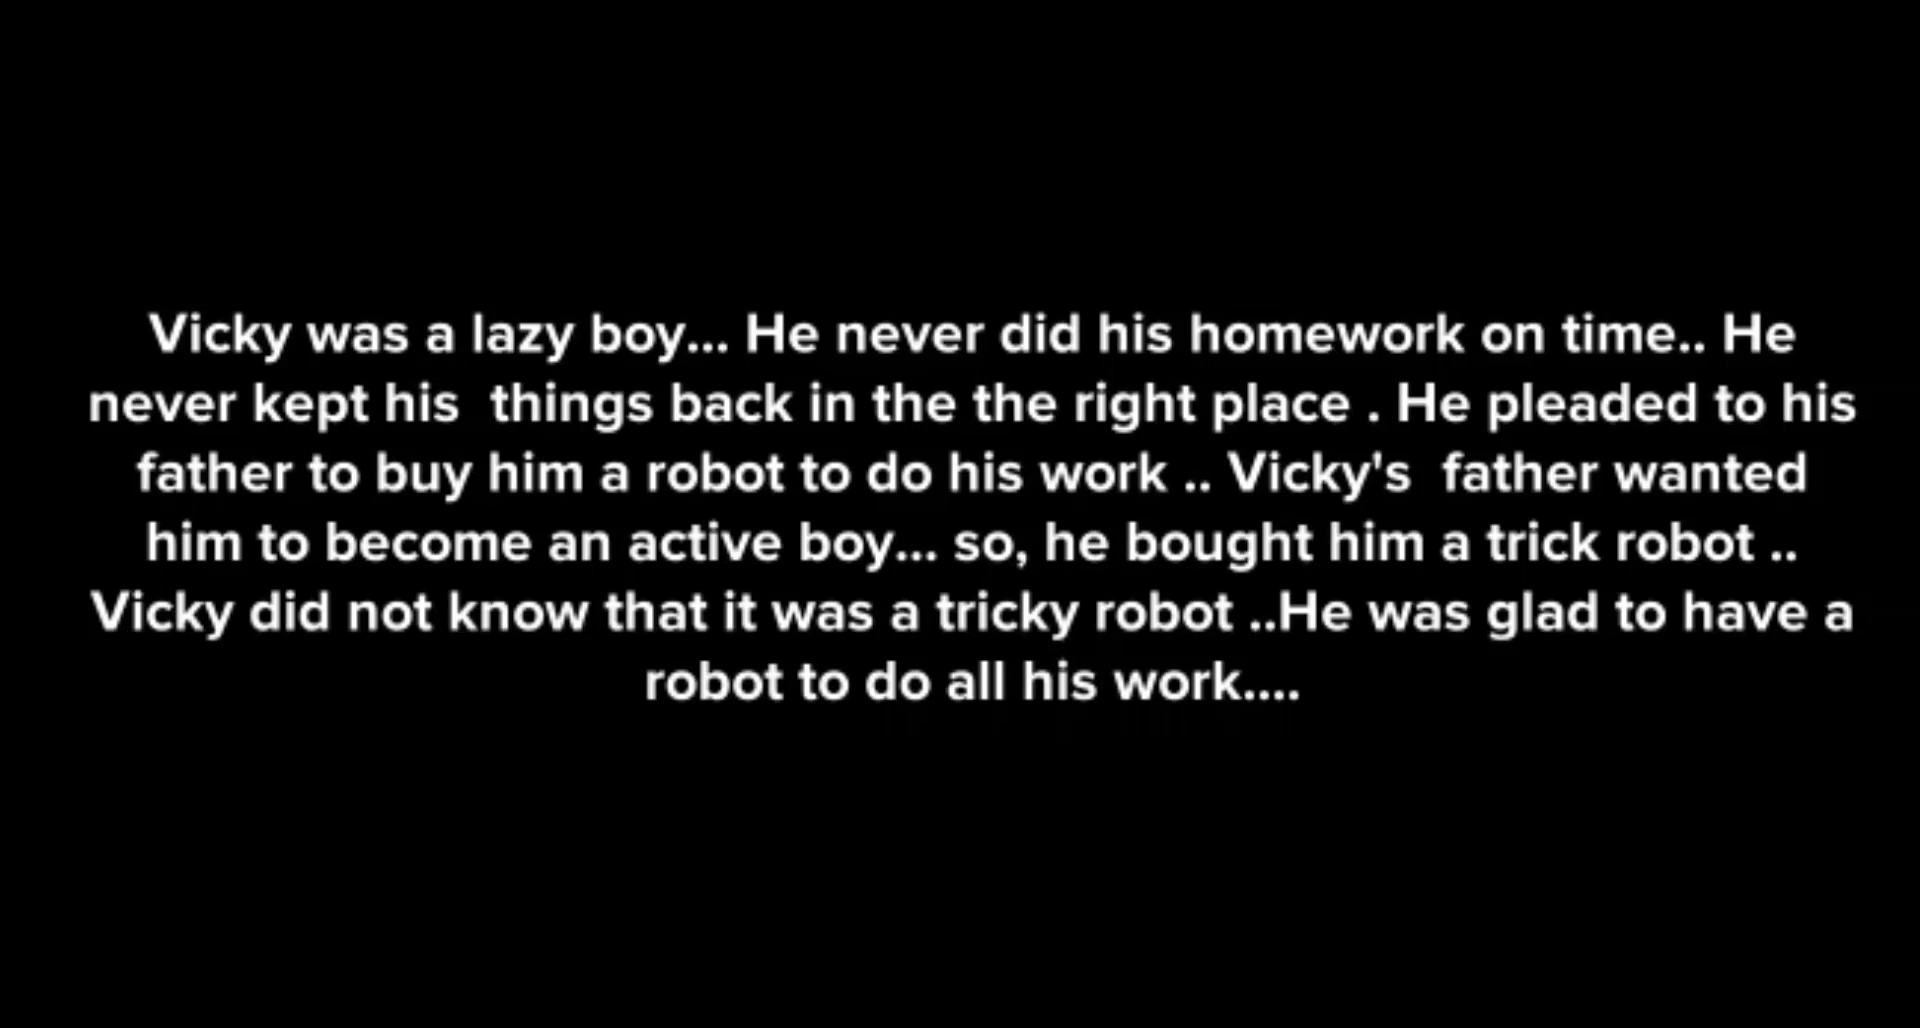 Vicky was a lazy boy... He never did his homework on time.. He
never kept his  things back in the the right place . He pleaded to his
father to buy him a robot to do his work .. Vicky's  father wanted
him to become an active boy... so, he bought him a trick robot ..
Vicky did not know that it was a tricky robot ..He was glad to have a
robot to do all his work....